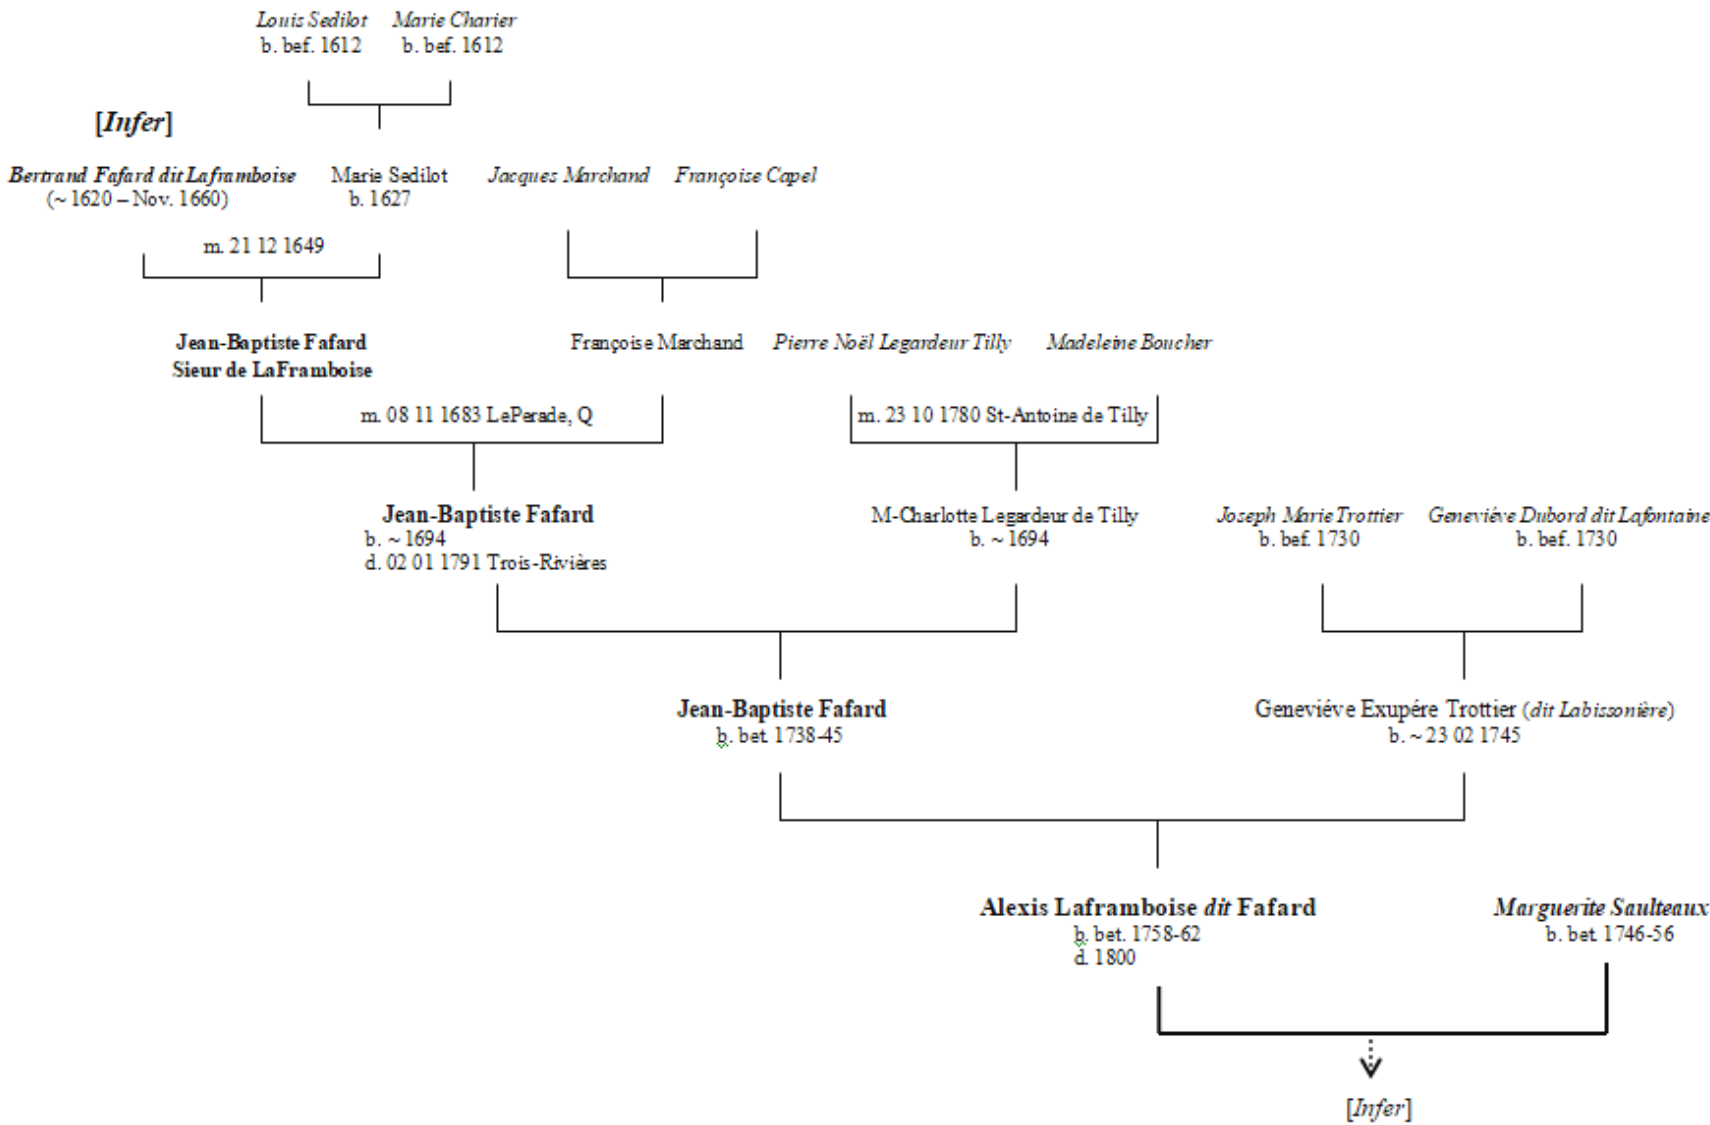 Louis Sedilot Marie Charier
b. bef. 1612 b. bef. 1612
[Infer]
Bertrand Fafard dit Laframboise Marie Sedilot Jacques Marchand Françoise Capel
(~ 1620 – Nov. 1660) b. 1627
m. 21 12 1649
Jean-Baptiste Fafard Françoise Marchand Pierre Noël Legardeur Tilly Madeleine Boucher
Sieur de LaFramboise
m. 08 11 1683 LePerade, Q m. 23 10 1780 St-Antoine de Tilly
Jean-Baptiste Fafard M-Charlotte Legardeur de Tilly Joseph Marie Trottier Geneviéve Dubord dit Lafontaine
b. ~ 1694 b. ~ 1694 b. bef. 1730 b. bef. 1730
d. 02 01 1791 Trois-Rivières
Jean-Baptiste Fafard Geneviéve Exupére Trottier (dit Labissonière)
b. bet. 1738-45 b. ~ 23 02 1745
Alexis Laframboise dit Fafard Marguerite Saulteaux
b. bet. 1758-62 b. bet. 1746-56
d. 1800
[Infer]